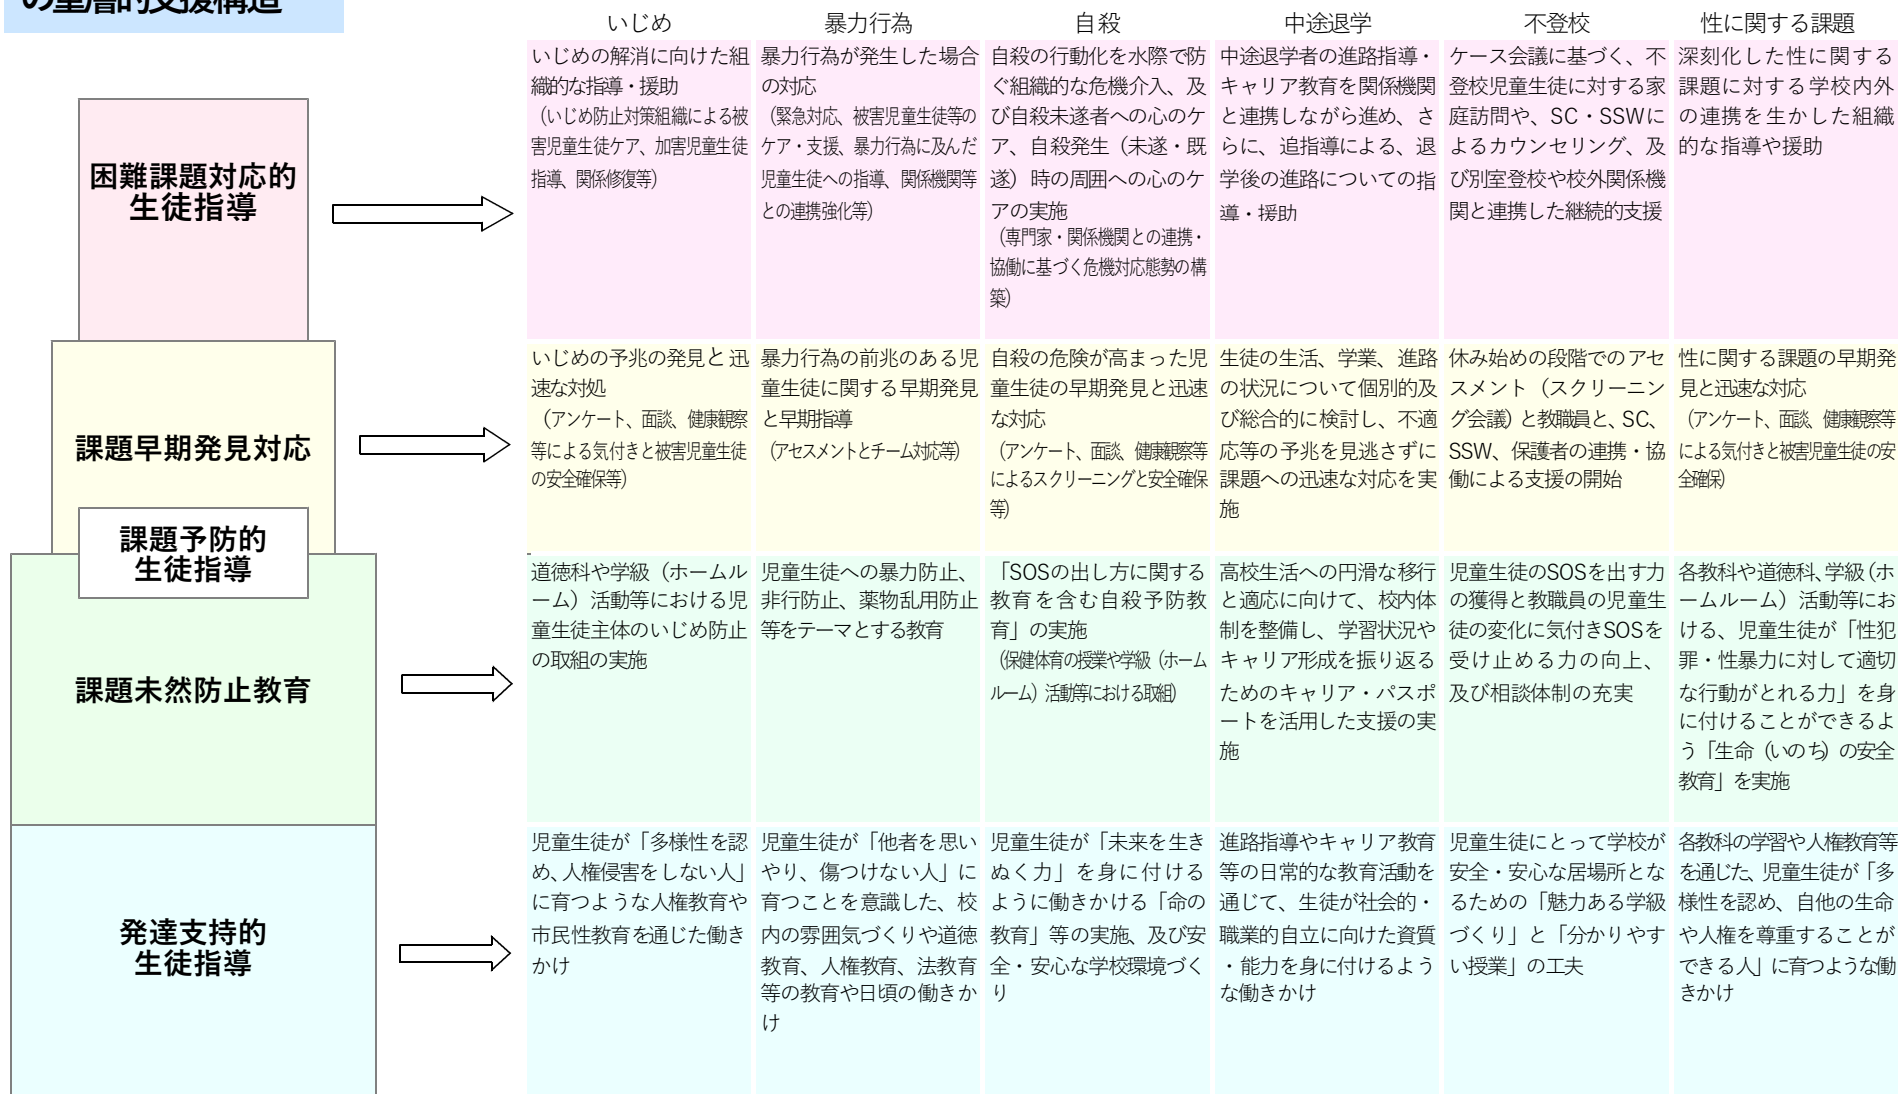 の重層的支援構造
いじめ
暴力行為
自殺
中途退学
不登校
性に関する課題
困難課題対応的
生徒指導
いじめの解消に向けた組
織的な指導・援助
（いじめ防止対策組織による被
害児童生徒ケア、加害児童生徒
指導、関係修復等）
暴力行為が発生した場合
の対応
（緊急対応、被害児童生徒等の
ケア・支援、暴力行為に及んだ
児童生徒への指導、関係機関等
との連携強化等）
自殺の行動化を水際で防
ぐ組織的な危機介入、及
び自殺未遂者への心のケ
ア、自殺発生（未遂・既
遂）時の周囲への心のケ
アの実施
（専門家・関係機関との連携・
協働に基づく危機対応態勢の構
築）
中途退学者の進路指導・
キャリア教育を関係機関
と連携しながら進め、さ
らに、追指導による、退
学後の進路についての指
導・援助
ケース会議に基づく、不
登校児童生徒に対する家
庭訪問や、SC・SSWに
よるカウンセリング、及
び別室登校や校外関係機
関と連携した継続的支援
深刻化した性に関する
課題に対する学校内外
の連携を生かした組織
的な指導や援助
課題早期発見対応
いじめの予兆の発見と迅
速な対処
（アンケート、面談、健康観察
等による気付きと被害児童生徒
の安全確保等）
暴力行為の前兆のある児
童生徒に関する早期発見
と早期指導
（アセスメントとチーム対応等）
自殺の危険が高まった児
童生徒の早期発見と迅速
な対応
（アンケート、面談、健康観察等
によるスクリーニングと安全確保
等）
生徒の生活、学業、進路
の状況について個別的及
び総合的に検討し、不適
応等の予兆を見逃さずに
課題への迅速な対応を実
施
休み始めの段階でのアセ
スメント（スクリーニン
グ会議）と教職員と、SC、
SSW、保護者の連携・協
働による支援の開始
性に関する課題の早期発
見と迅速な対応
（アンケート、面談、健康観察等
による気付きと被害児童生徒の安
全確保）
課題予防的
生徒指導
課題未然防止教育
道徳科や学級（ホームル
ーム）活動等における児
童生徒主体のいじめ防止
の取組の実施
児童生徒への暴力防止、
非行防止、薬物乱用防止
等をテーマとする教育
「SOSの出し方に関する
教育を含む自殺予防教
育」の実施
（保健体育の授業や学級（ホーム
ルーム）活動等における取組）
高校生活への円滑な移行
と適応に向けて、校内体
制を整備し、学習状況や
キャリア形成を振り返る
ためのキャリア・パスポ
ートを活用した支援の実
施
児童生徒のSOSを出す力
の獲得と教職員の児童生
徒の変化に気付きSOSを
受け止める力の向上、
及び相談体制の充実
各教科や道徳科、学級（ホ
ームルーム）活動等にお
ける、児童生徒が「性犯
罪・性暴力に対して適切
な行動がとれる力」を身
に付けることができるよ
う「生命（いのち）の安全
教育」を実施
発達支持的
生徒指導
児童生徒が「多様性を認
め、人権侵害をしない人」
に育つような人権教育や
市民性教育を通じた働き
かけ
児童生徒が「他者を思い
やり、傷つけない人」に
育つことを意識した、校
内の雰囲気づくりや道徳
教育、人権教育、法教育
等の教育や日頃の働きか
け
児童生徒が「未来を生き
ぬく力」を身に付ける
ように働きかける「命の
教育」等の実施、及び安
全・安心な学校環境づく
り
進路指導やキャリア教育
等の日常的な教育活動を
通じて、生徒が社会的・
職業的自立に向けた資質
・能力を身に付けるよう
な働きかけ
児童生徒にとって学校が
安全・安心な居場所とな
るための「魅力ある学級
づくり」と「分かりやす
い授業」の工夫
各教科の学習や人権教育等
を通じた、児童生徒が「多
様性を認め、自他の生命
や人権を尊重することが
できる人」に育つような働
きかけ